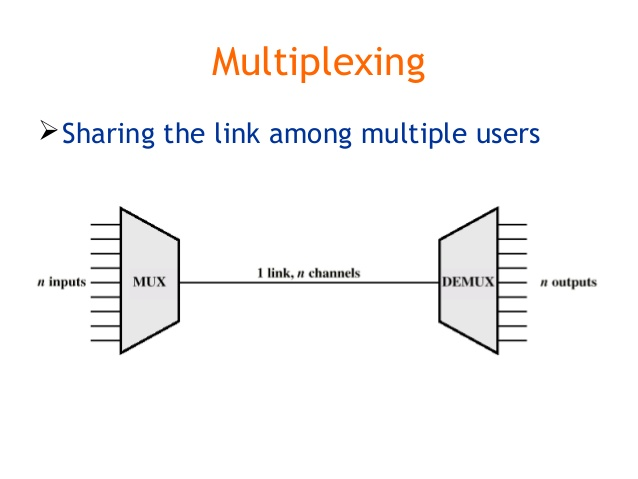 Multiplexing
Sharing the link among multiple users
n inputs
MUX
1 link, n channels
DEMUX
n outputs